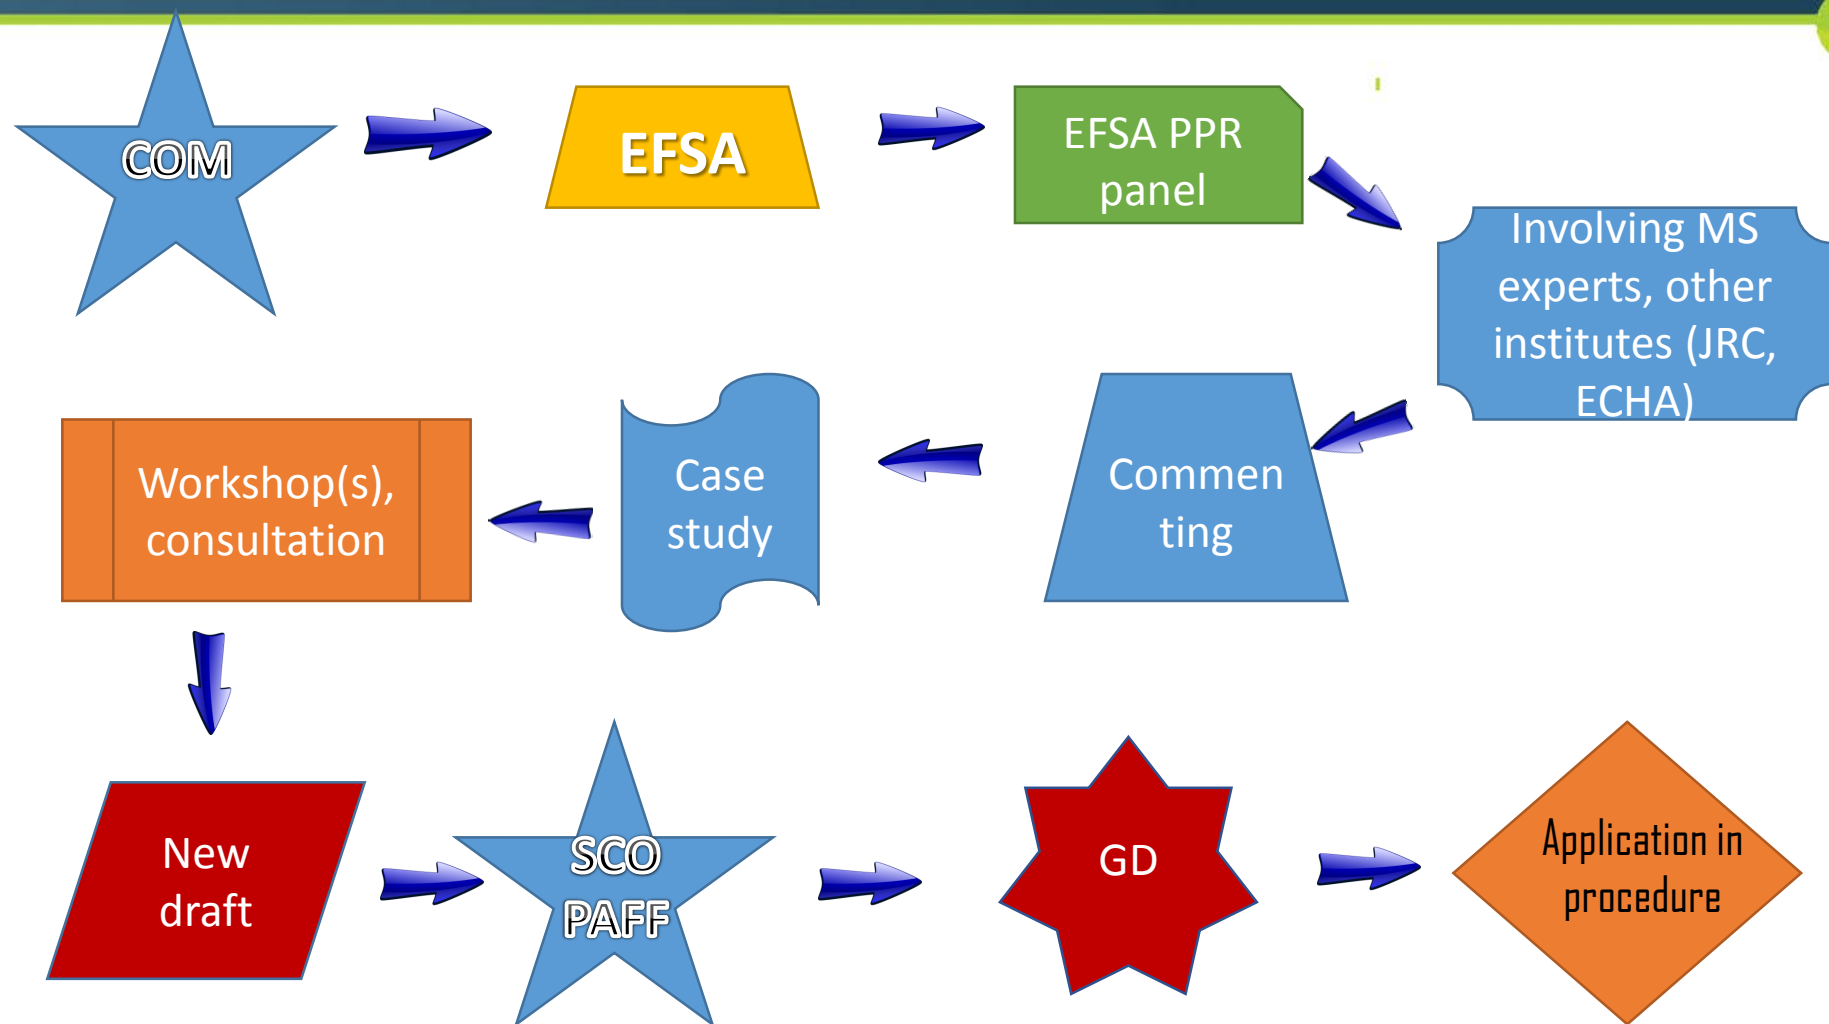 COM
EFSA
EFSA PPR
panel
Involving MS
experts, other
institutes (JRC,
ECHA)
Commen
ting
Case
study
Workshop(s),
consultation
New
draft
SCO
PAFF
GD
Application in
procedure